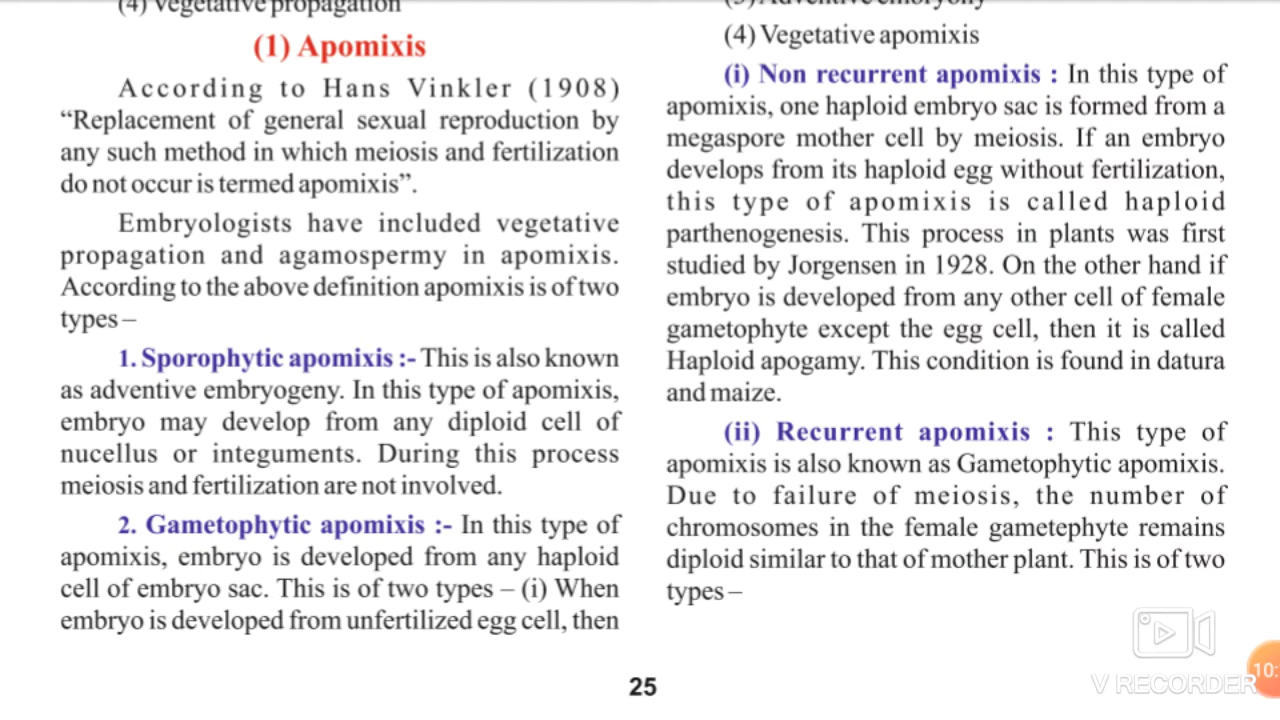 (4) Vegetative propagation
(1) Apomixis
According to Hans Vinkler (1908)
“Replacement of general sexual reproduction by
any such method in which meiosis and fertilization
do not occur is termed apomixis”.
Embryologists have included vegetative
propagation and agamospermy in apomixis.
According to the above definition apomixis is of two
types –
1. Sporophytic apomixis :- This is also known
as adventive embryogeny. In this type of apomixis,
embryo may develop from any diploid cell of
nucellus or integuments. During this process
meiosis and fertilization are not involved.
2. Gametophytic apomixis :- In this type of
apomixis, embryo is developed from any haploid
cell of embryo sac. This is of two types – (i) When
embryo is developed from unfertilized egg cell, then
(3) Adventive embryony
(4) Vegetative apomixis
(i) Non recurrent apomixis : In this type of
apomixis, one haploid embryo sac is formed from a
megaspore mother cell by meiosis. If an embryo
develops from its haploid egg without fertilization,
this type of apomixis is called haploid
parthenogenesis. This process in plants was first
studied by Jorgensen in 1928. On the other hand if
embryo is developed from any other cell of female
gametophyte except the egg cell, then it is called
Haploid apogamy. This condition is found in datura
and maize.
(ii) Recurrent apomixis : This type of
apomixis is also known as Gametophytic apomixis.
Due to failure of meiosis, the number of
chromosomes in the female gametephyte remains
diploid similar to that of mother plant. This is of two
types –
25
V RECORDER
10: